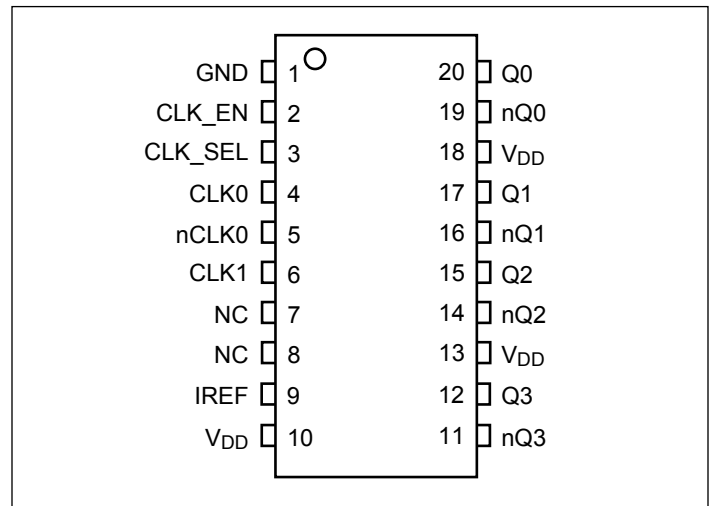 GND 1 20 Q0
CLK_EN 2 19 nQ0
CLK_SEL 3 18 VDD
CLK0 4 17 Q1
nCLK0 5 16 nQ1
CLK1 6 15 Q2
NC 7 14 nQ2
NC 8 13 VDD
IREF 9 12 Q3
VDD 10 11 nQ3